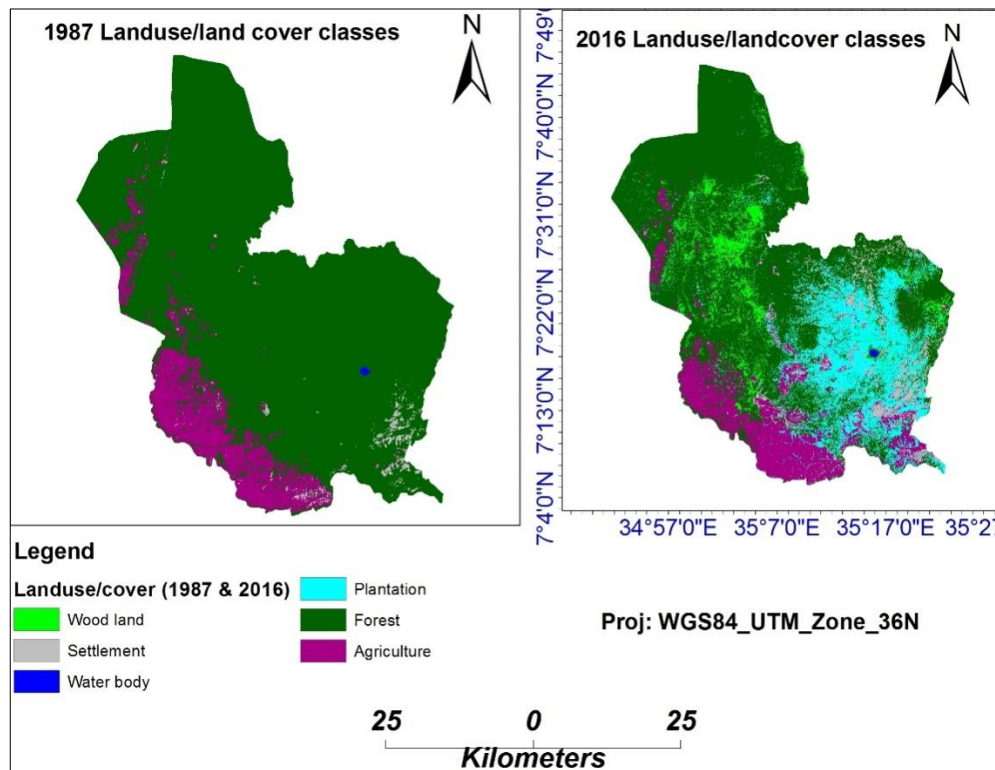 1987 Landuse/land cover classes
N
2016 Landuse/landcover classes
N
7°49'
7°40'0"N
7°31'0"N
7°22'0"N
7°13'0"N
7°4'0"N
34°57'0"E
35°7'0"E
35°17'0"E
35°27
Legend
Landuse/cover (1987 & 2016)
Wood land
Settlement
Water body
Plantation
Forest
Agriculture
Proj: WGS84_UTM_Zone_36N
25 0 25
Kilometers